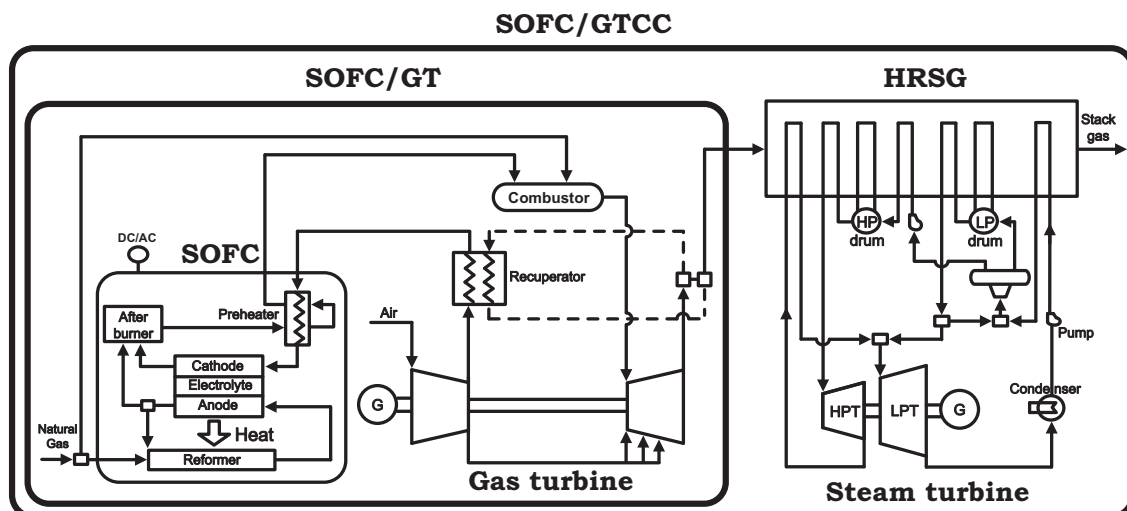 SOFC/GTCC
SOFC/GT
HRSG
Stack
gas
Combustor
HP
drum
LP
drum
DC/AC
SOFC
Recuperator
After
burner
Preheater
Air
Pump
Cathode
Electrolyte
Anode
Condenser
G
HPT
LPT
G
Natural
Gas
Heat
Reformer
Gas turbine
Steam turbine